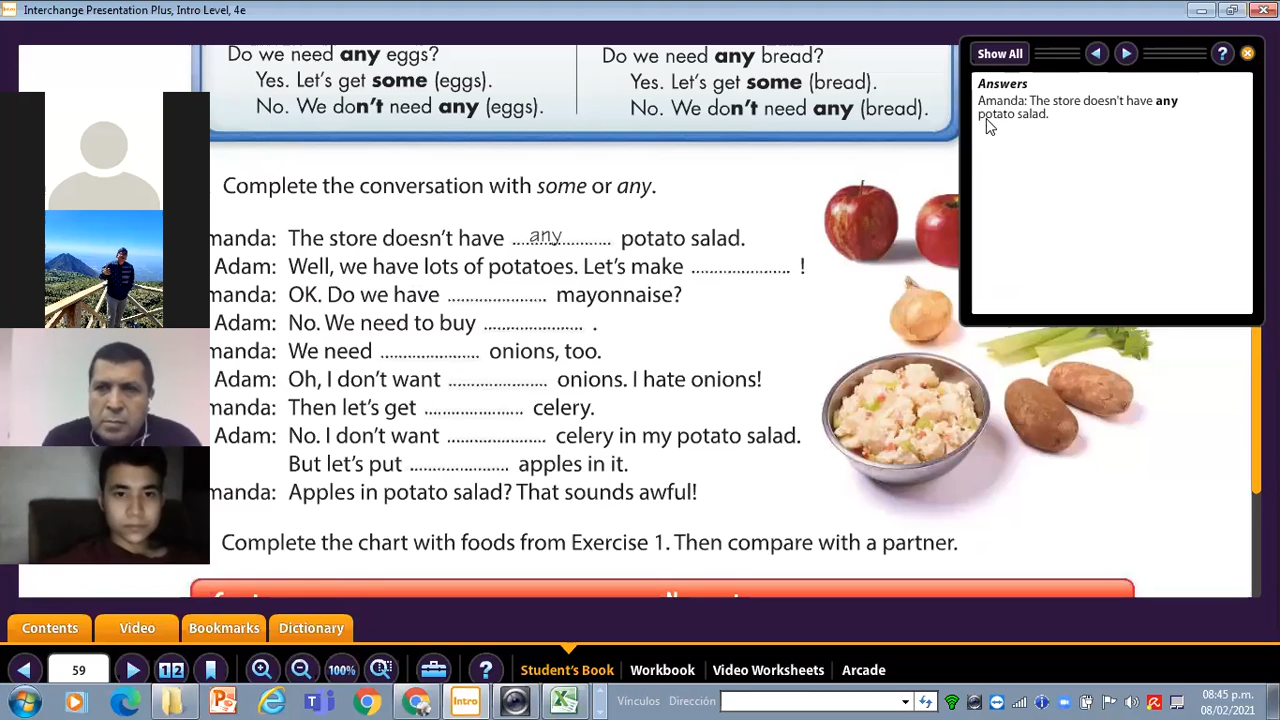 Interchange Presentation Plus, Intro Level, 4e
Do we need any eggs?
Yes. Let's get some (eggs).
No. We don't need any (eggs).
Do we need any bread?
Yes. Let's get some (bread).
No. We don't need any (bread).
Show All
?
Answers
Amanda: The store doesn't have any
potato salad.
Complete the conversation with some or any.
manda: The store doesn't have ....any.... potato salad.
Adam: Well, we have lots of potatoes. Let's make .................... !
manda: OK. Do we have .................... mayonnaise?
Adam: No. We need to buy .................... .
manda: We need .................... onions, too.
Adam: Oh, I don't want .................... onions. I hate onions!
manda: Then let's get .................... celery.
Adam: No. I don't want .................... celery in my potato salad.
But let's put .................... apples in it.
manda: Apples in potato salad? That sounds awful!
Complete the chart with foods from Exercise 1. Then compare with a partner.
Contents Video Bookmarks Dictionary
59 12 100% ? Student's Book Workbook Video Worksheets Arcade
Intro Vínculos Dirección 08:45 p.m.
08/02/2021